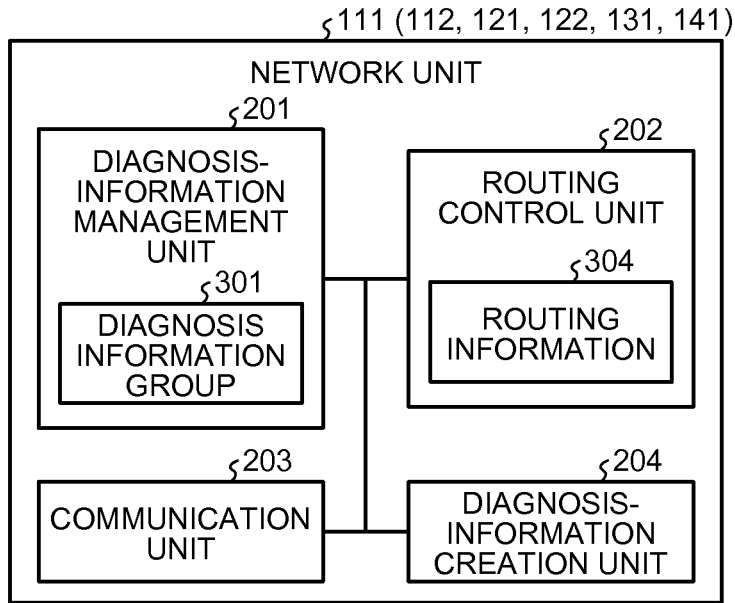 111 (112, 121, 122, 131, 141)
NETWORK UNIT
201
DIAGNOSIS-
INFORMATION
MANAGEMENT
UNIT
301
DIAGNOSIS
INFORMATION
GROUP
202
ROUTING
CONTROL UNIT
304
ROUTING
INFORMATION
203
COMMUNICATION
UNIT
204
DIAGNOSIS-
INFORMATION
CREATION UNIT